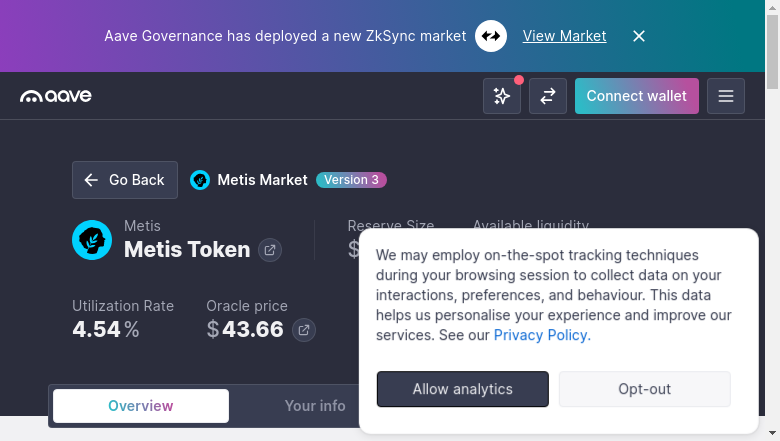 Aave Governance has deployed a new ZkSync market View Market
aave
Connect wallet
Go Back
Metis Market Version 3
Metis
Metis Token
Reserve Size
$
Available liquidity
Utilization Rate
4.54 %
Oracle price
$ 43.66
We may employ on-the-spot tracking techniques
during your browsing session to collect data on your
interactions, preferences, and behaviour. This data
helps us personalise your experience and improve our
services. See our Privacy Policy.
Allow analytics
Opt-out
Overview
Your info